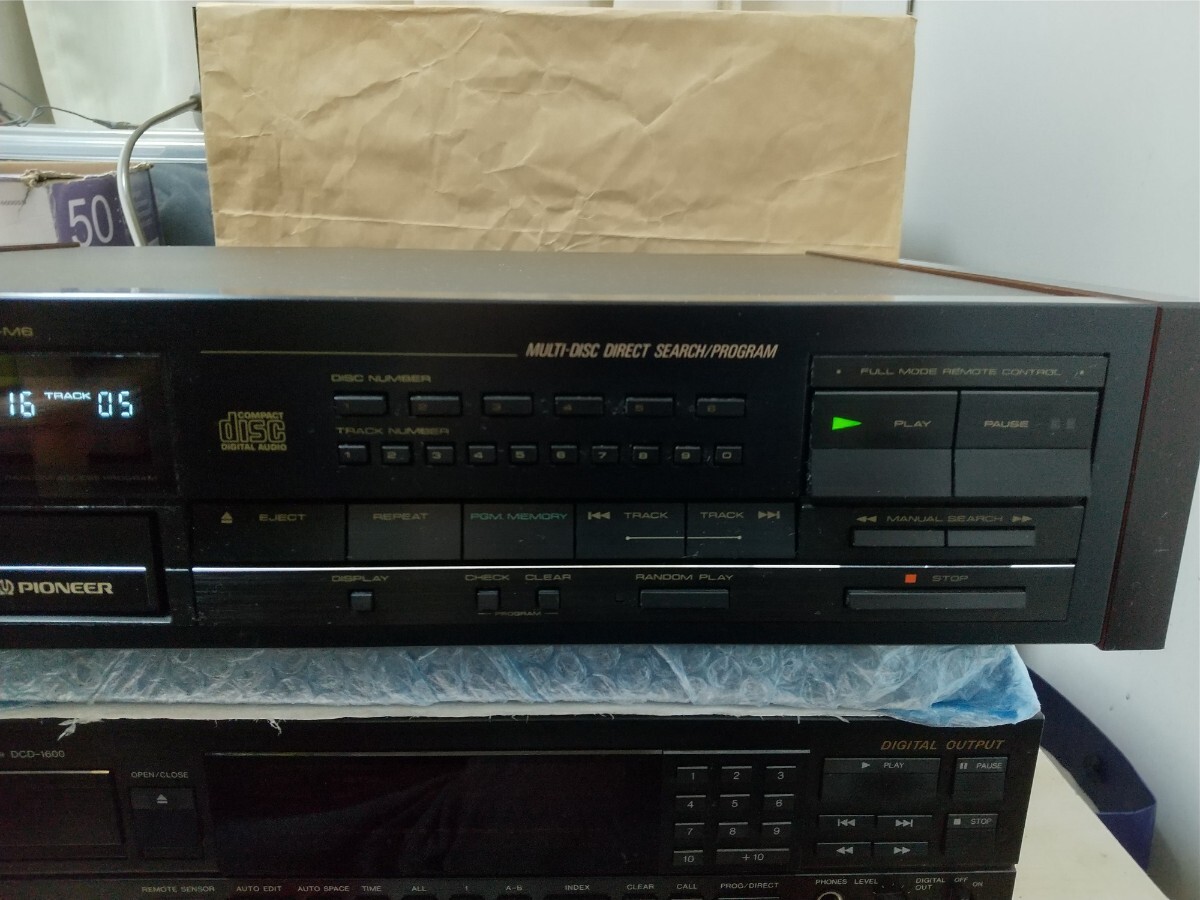 50
-M6
MULTI-DISC DIRECT SEARCH/PROGRAM
FULL MODE REMOTE CONTROL
DISC NUMBER
1 2 3 4 5 6
16 TRACK 05
COMPACT
disc
DIGITAL AUDIO
TRACK NUMBER
1 2 3 4 5 6 7 8 9 0
PLAY PAUSE
EJECT REPEAT PGM. MEMORY TRACK TRACK
MANUAL SEARCH
PIONEER
DISPLAY CHECK CLEAR RANDOM PLAY STOP
PROGRAM
DCD-1600
DIGITAL OUTPUT
OPEN/CLOSE
1 2 3
PLAY PAUSE
4 5 6
STOP
7 8 9
10 +10
REMOTE SENSOR AUTO EDIT AUTO SPACE TIME ALL 1 A-B INDEX CLEAR CALL PROG/DIRECT PHONES LEVEL DIGITAL OUT OFF ON